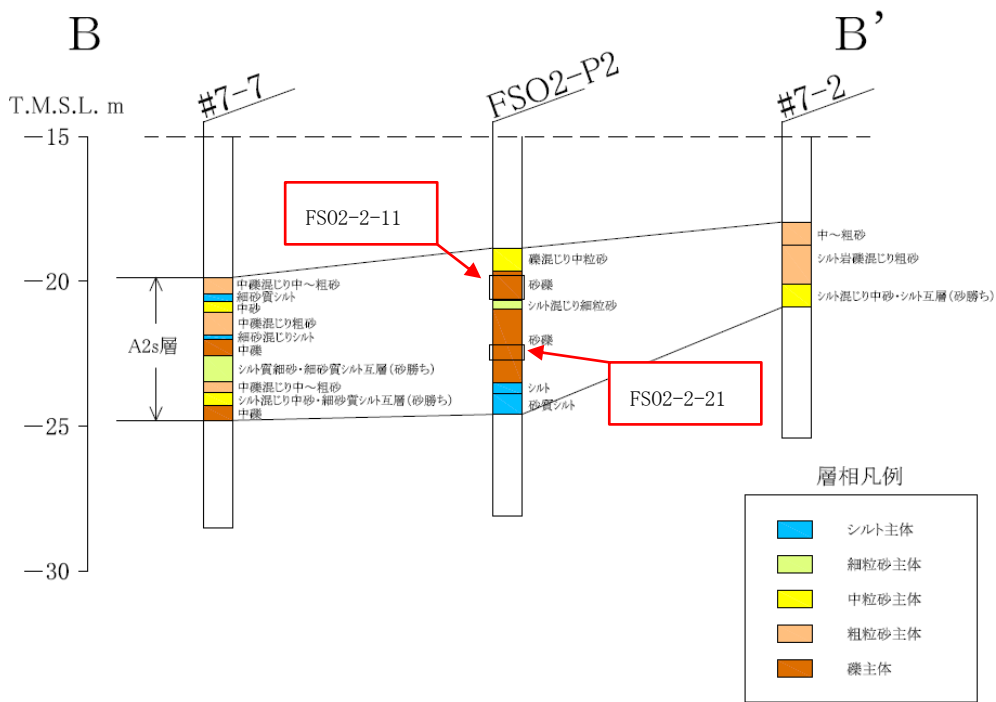 B
B’
#7-7
FSO2-P2
#7-2
T.M.S.L. m
−15
−20
−25
−30
A2s層
中礫混じり中～粗砂
細砂質シルト
中砂
中礫混じり粗砂
細砂混じりシルト
中礫
シルト質細砂・細砂質シルト互層(砂勝ち)
中礫混じり中～粗砂
シルト混じり中砂・細砂質シルト互層(砂勝ち)
中礫
FSO2-2-11
礫混じり中粒砂
砂礫
シルト混じり細粒砂
砂礫
シルト
砂質シルト
FSO2-2-21
中～粗砂
シルト岩礫混じり粗砂
シルト混じり中砂・シルト互層(砂勝ち)
層相凡例
シルト主体
細粒砂主体
中粒砂主体
粗粒砂主体
礫主体